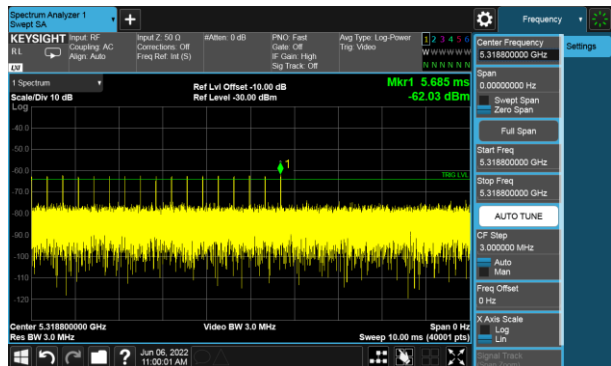 Spectrum Analyzer 1
Swept SA
+
Frequency
KEYSIGHT
Input: RF
Input Z: 50 Ω
#Atten: 0 dB
PNO: Fast
Avg Type: Log-Power
1 2 3 4 5 6
RL
Coupling: AC
Corrections: Off
Gate: Off
Trig: Video
W W W W W W
Align: Auto
Freq Ref: Int (S)
IF Gain: High
N N N N N N
LXI
Sig Track: Off
1 Spectrum
Ref Lvl Offset -10.00 dB
Mkr1 5.685 ms
Scale/Div 10 dB
Ref Level -30.00 dBm
-62.03 dBm
Log
-40.0
-50.0
1
-60.0
TRIG LVL
-70.0
-80.0
-90.0
-100
-110
-120
Center 5.318800000 GHz
Video BW 3.0 MHz
Span 0 Hz
Res BW 3.0 MHz
Sweep 10.00 ms (40001 pts)
?
Jun 06, 2022
11:00:01 AM
Center Frequency
5.318800000 GHz
Settings
Span
0.00000000 Hz
Swept Span
Zero Span
Full Span
Start Freq
5.318800000 GHz
Stop Freq
5.318800000 GHz
AUTO TUNE
CF Step
3.000000 MHz
Auto
Man
Freq Offset
0 Hz
X Axis Scale
Log
Lin
Signal Track
(Span Zoom)